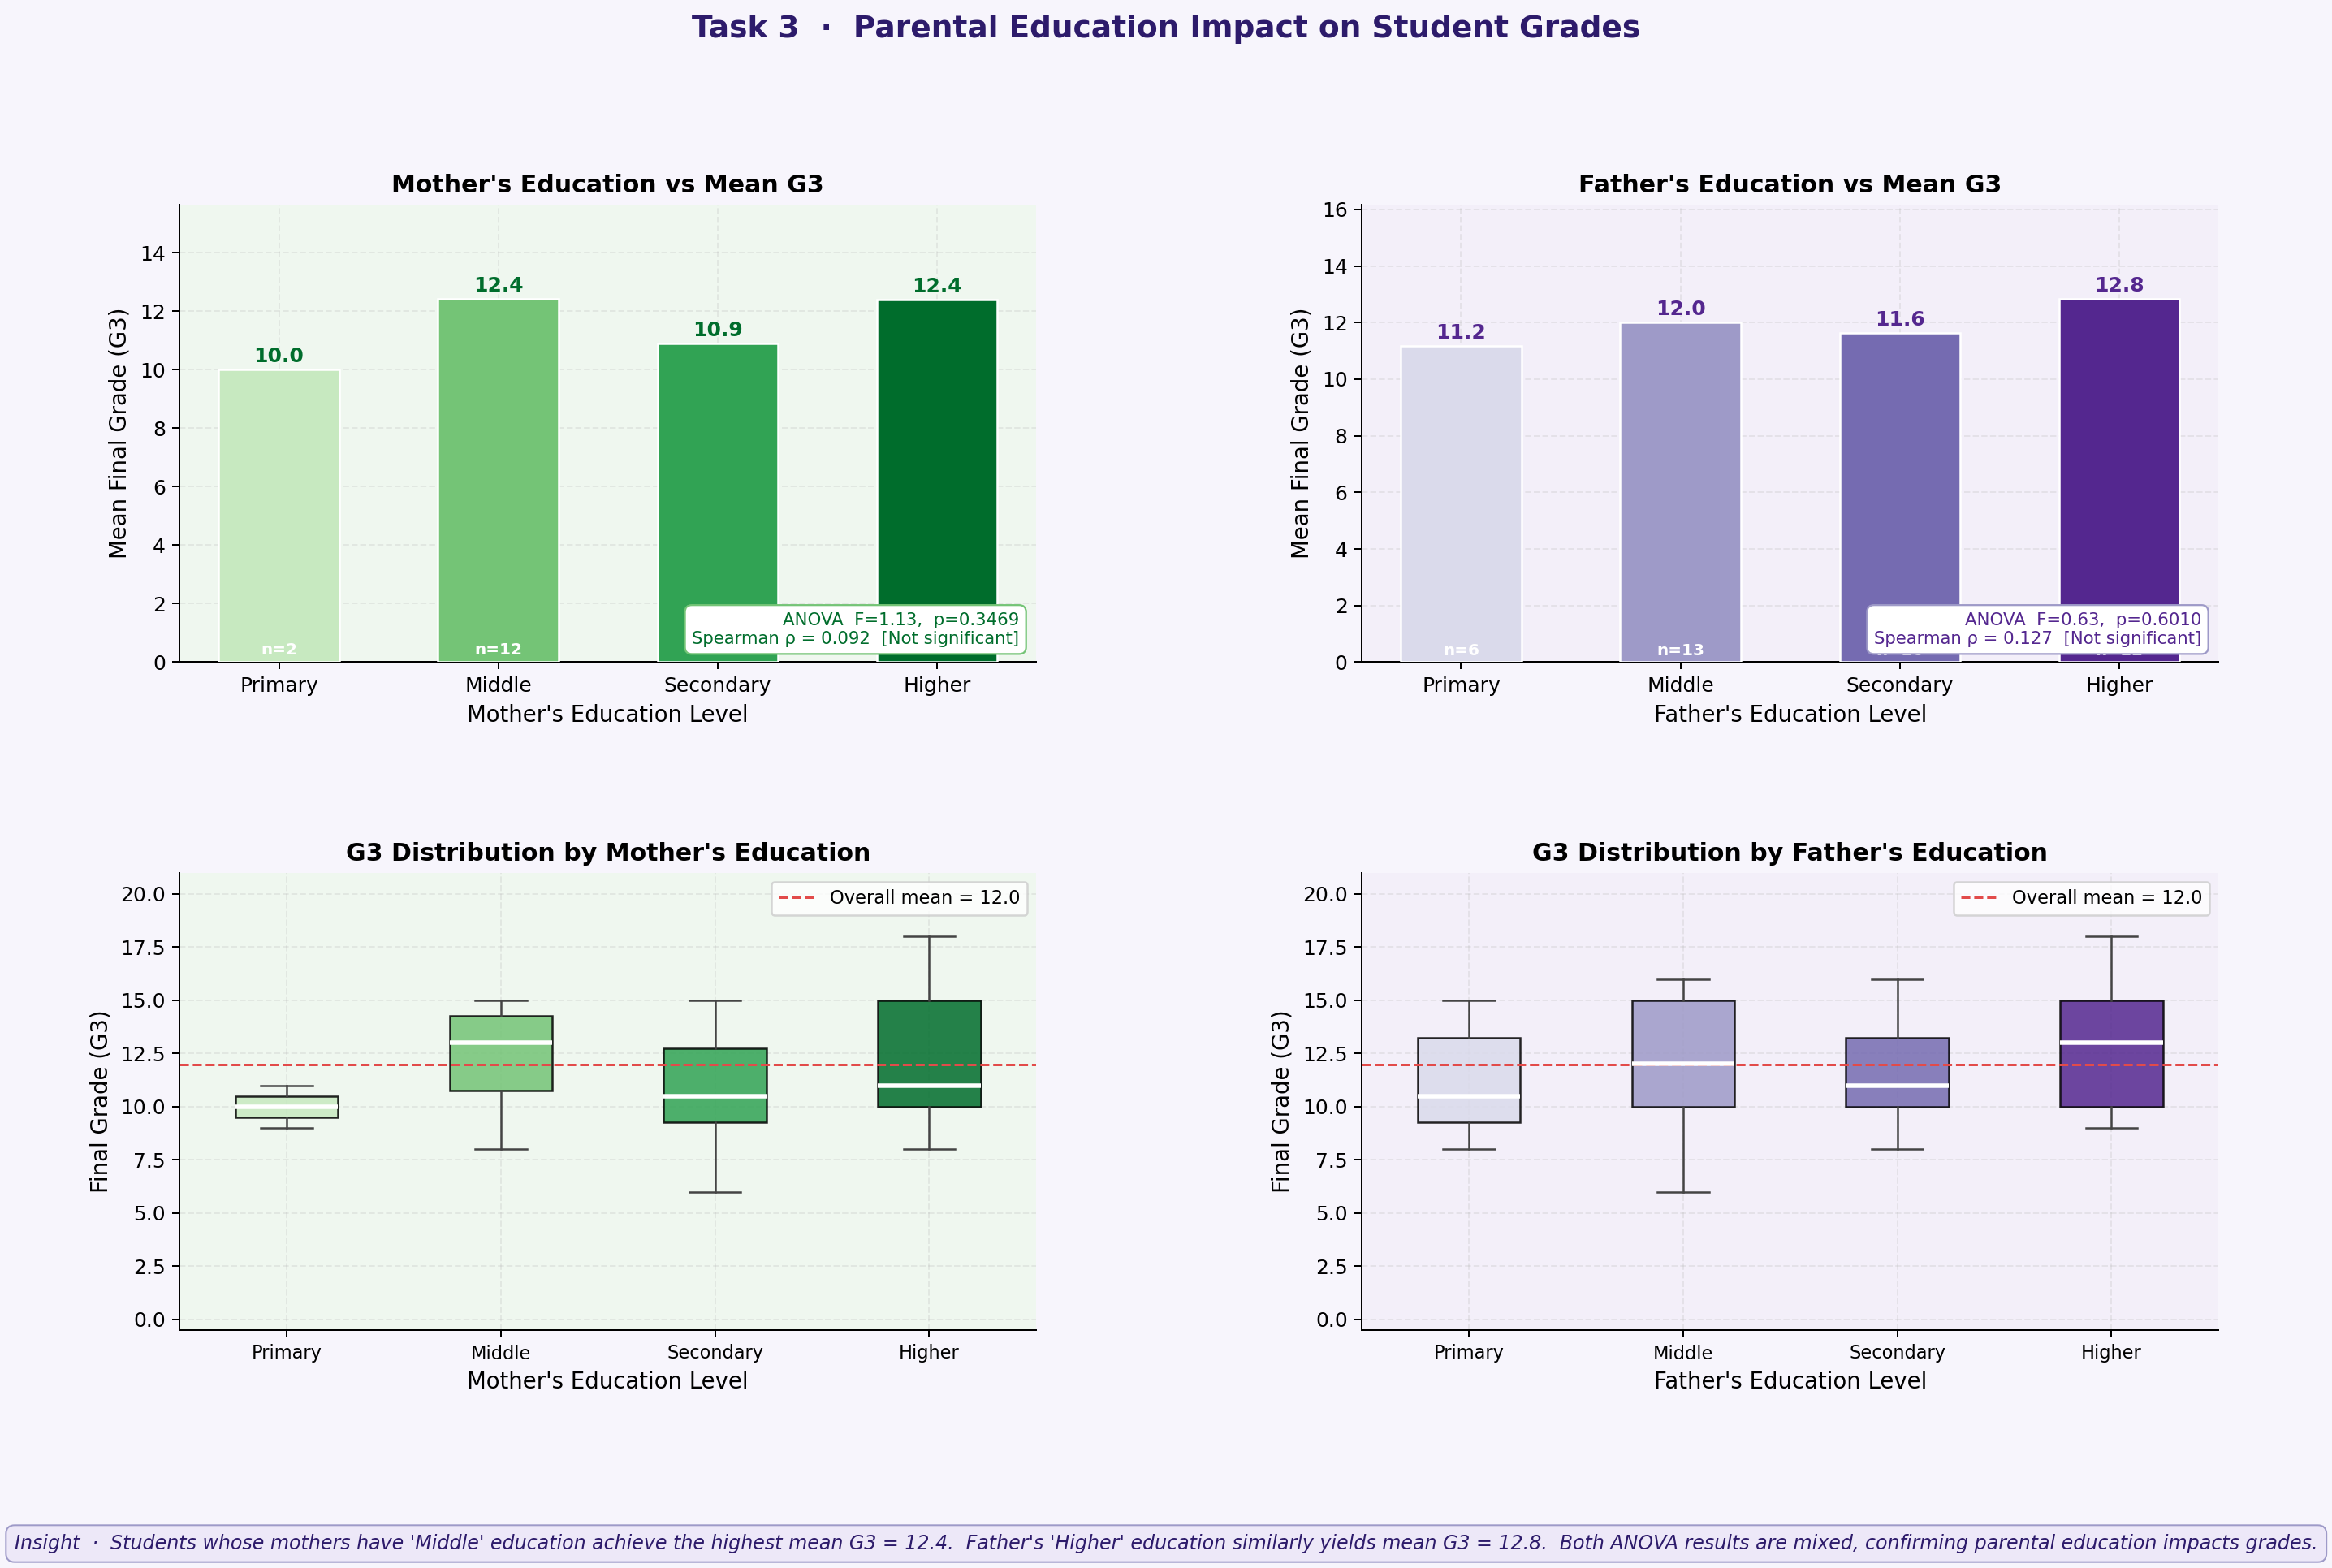 Task 3  ·  Parental Education Impact on Student Grades
Mother's Education vs Mean G3
Mean Final Grade (G3)
14
12
10
8
6
4
2
0
12.4
12.4
10.9
10.0
ANOVA  F=1.13,  p=0.3469
Spearman ρ = 0.092  [Not significant]
n=2
n=12
Primary
Middle
Secondary
Higher
Mother's Education Level
Father's Education vs Mean G3
Mean Final Grade (G3)
16
14
12
10
8
6
4
2
0
11.2
12.0
11.6
12.8
ANOVA  F=0.63,  p=0.6010
Spearman ρ = 0.127  [Not significant]
n=6
n=13
Primary
Middle
Secondary
Higher
Father's Education Level
G3 Distribution by Mother's Education
Final Grade (G3)
20.0
17.5
15.0
12.5
10.0
7.5
5.0
2.5
0.0
Overall mean = 12.0
Primary
Middle
Secondary
Higher
Mother's Education Level
G3 Distribution by Father's Education
Final Grade (G3)
20.0
17.5
15.0
12.5
10.0
7.5
5.0
2.5
0.0
Overall mean = 12.0
Primary
Middle
Secondary
Higher
Father's Education Level
Insight  ·  Students whose mothers have 'Middle' education achieve the highest mean G3 = 12.4.  Father's 'Higher' education similarly yields mean G3 = 12.8.  Both ANOVA results are mixed, confirming parental education impacts grades.